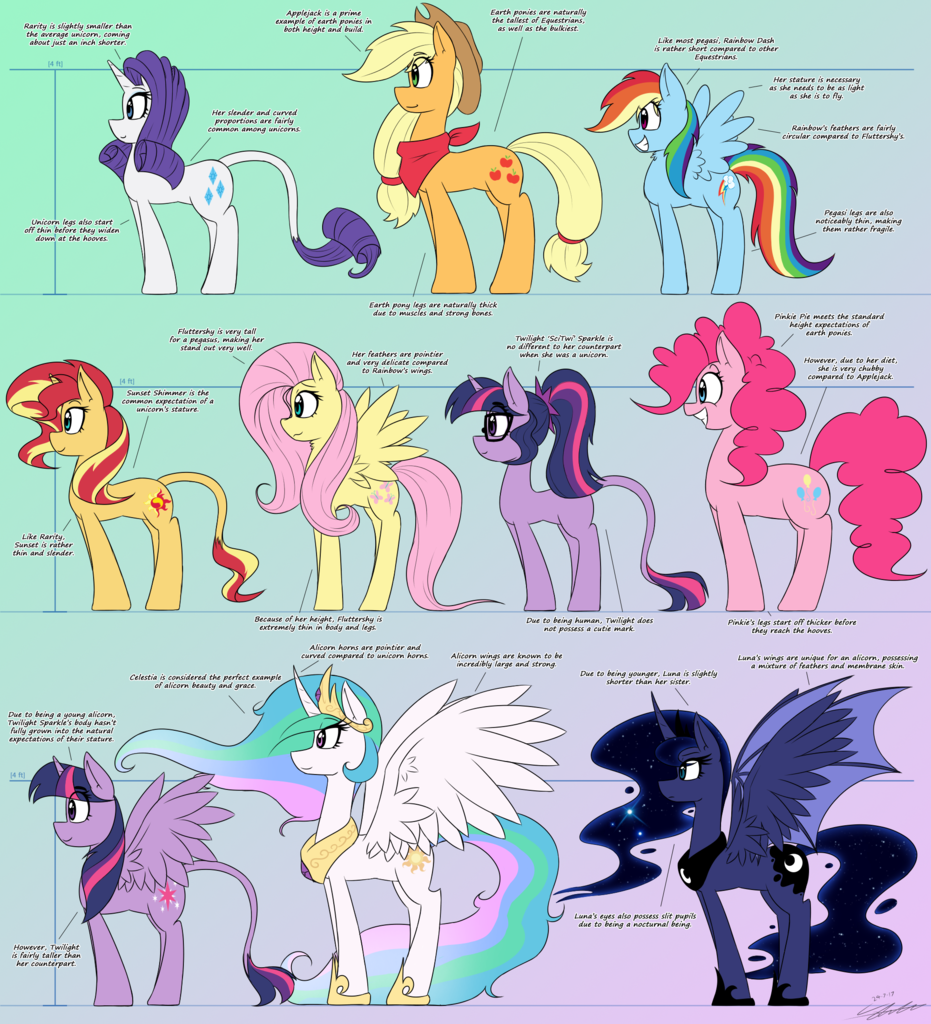 Rarity is slightly smaller
than the
average unicorn, coming
about just an inch shorter.
Applejack is a prime
example of earth ponies in
both height and build.
Earth ponies are naturally
the tallest of Equestrians,
as well as the bulkiest.
Like most pegasi, Rainbow Dash
is rather short compared to other
Equestrians.
[4 ft]
Her stature is necessary
as she needs to be as light
as she is to fly.
Her slender and curved
proportions are fairly
common among unicorns.
Rainbow's feathers are fairly
circular compared to Fluttershy's.
Unicorn legs also start
off thin before they widen
down at the hooves.
Pegasi legs are also
noticeably thin, making
them rather fragile.
Earth pony legs are naturally thick
due to muscles and strong bones.
Fluttershy is very tall
for a pegasus, making her
stand out very well.
Her feathers are pointier
and very delicate compared
to Rainbow's wings.
Twilight 'SciTwi' Sparkle is
no different to her counterpart
when she was a unicorn.
Pinkie Pie meets the standard
height expectations of
earth ponies.
However, due to her diet,
she is very chubby
compared to Applejack.
[4 ft]
Sunset Shimmer is the
common expectation of a
unicorn's stature.
Like Rarity,
Sunset is rather
thin and slender.
Because of her height, Fluttershy is
extremely thin in body and legs.
Due to being human, Twilight does
not possess a cutie mark.
Pinkie's legs start off thicker before
they reach the hooves.
Alicorn horns are pointier and
curved compared to unicorn horns.
Alicorn wings are known to be
incredibly large and strong.
Luna's wings are unique for an alicorn, possessing
a mixture of feathers and membrane skin.
Celestia is considered the perfect example
of alicorn beauty and grace.
Due to being younger, Luna is slightly
shorter than her sister.
Due to being a young alicorn,
Twilight Sparkle's body hasn't
fully grown into the natural
expectations of their stature.
[4 ft]
However, Twilight
is fairly taller than
her counterpart.
Luna's eyes also possess slit pupils
due to being a nocturnal being.
29-7-17